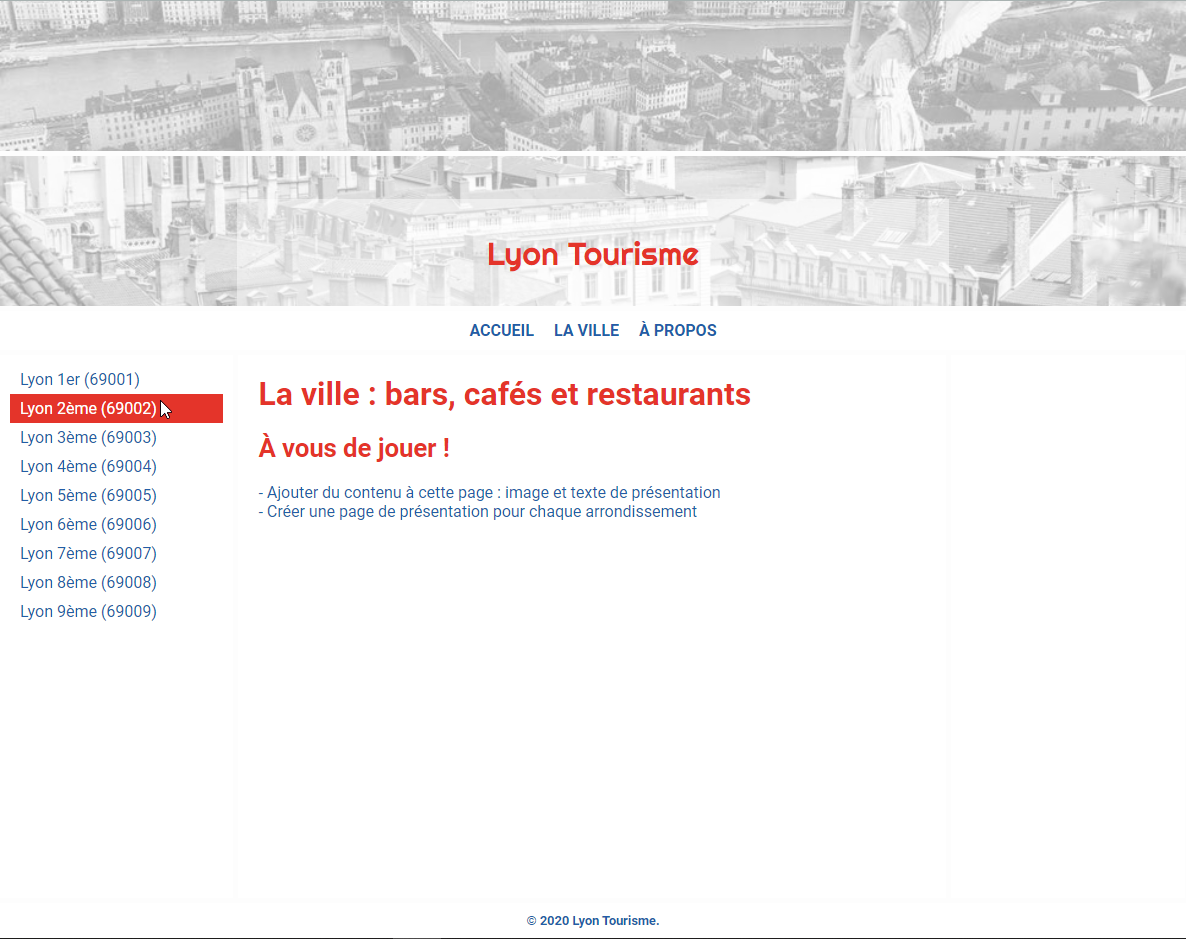 Lyon Tourisme
ACCUEIL LA VILLE À PROPOS
Lyon 1er (69001)
Lyon 2ème (69002)
Lyon 3ème (69003)
Lyon 4ème (69004)
Lyon 5ème (69005)
Lyon 6ème (69006)
Lyon 7ème (69007)
Lyon 8ème (69008)
Lyon 9ème (69009)
La ville : bars, cafés et restaurants
À vous de jouer !
- Ajouter du contenu à cette page : image et texte de présentation
- Créer une page de présentation pour chaque arrondissement
© 2020 Lyon Tourisme.